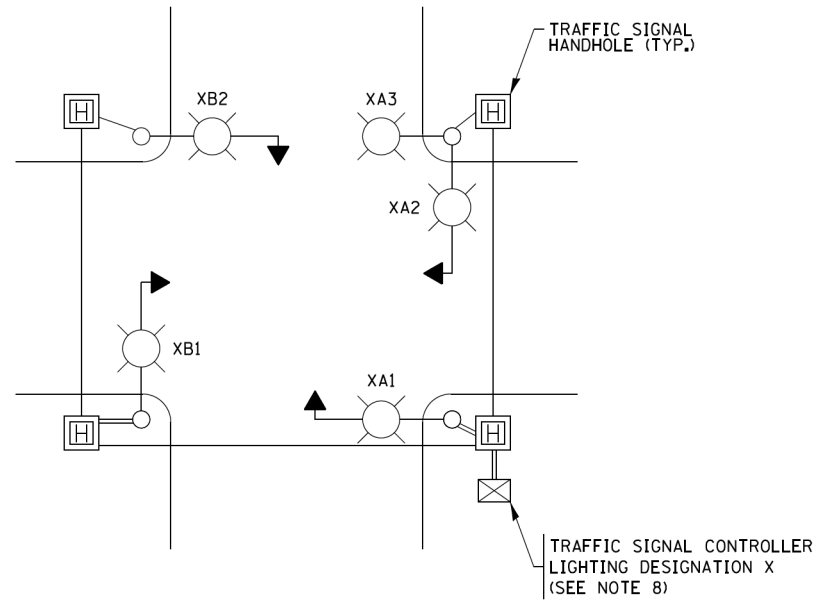 TRAFFIC SIGNAL
HANDHOLE (TYP.)
H
XB2
XA3
H
XA2
XB1
XA1
H
H
TRAFFIC SIGNAL CONTROLLER
LIGHTING DESIGNATION X
(SEE NOTE 8)